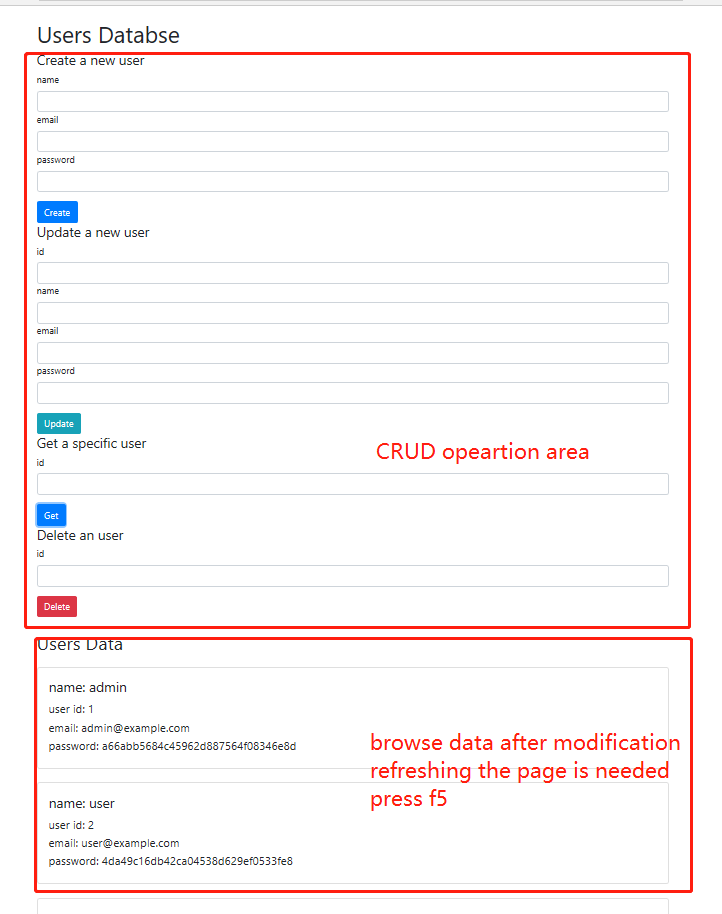 Users Databse
Create a new user
name
email
password
Create
Update a new user
id
name
email
password
Update
Get a specific user
CRUD opeartion area
id
Get
Delete an user
id
Delete
Users Data
name: admin
user id: 1
email: admin@example.com
password: a66abb5684c45962d887564f08346e8d
browse data after modification
refreshing the page is needed
press f5
name: user
user id: 2
email: user@example.com
password: 4da49c16db42ca04538d629ef0533fe8